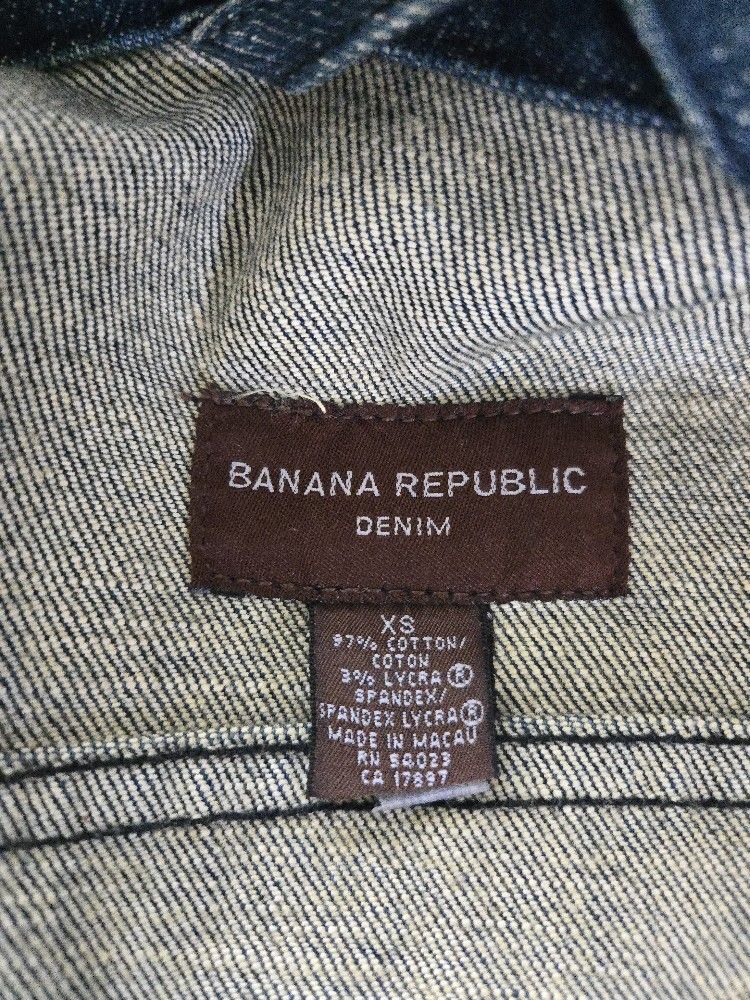 BANANA REPUBLIC
DENIM
XS
97% COTTON/
COTON
3% LYCRA®
SPANDEX/
SPANDEX LYCRA®
MADE IN MACAU
RN 54023
CA 17897